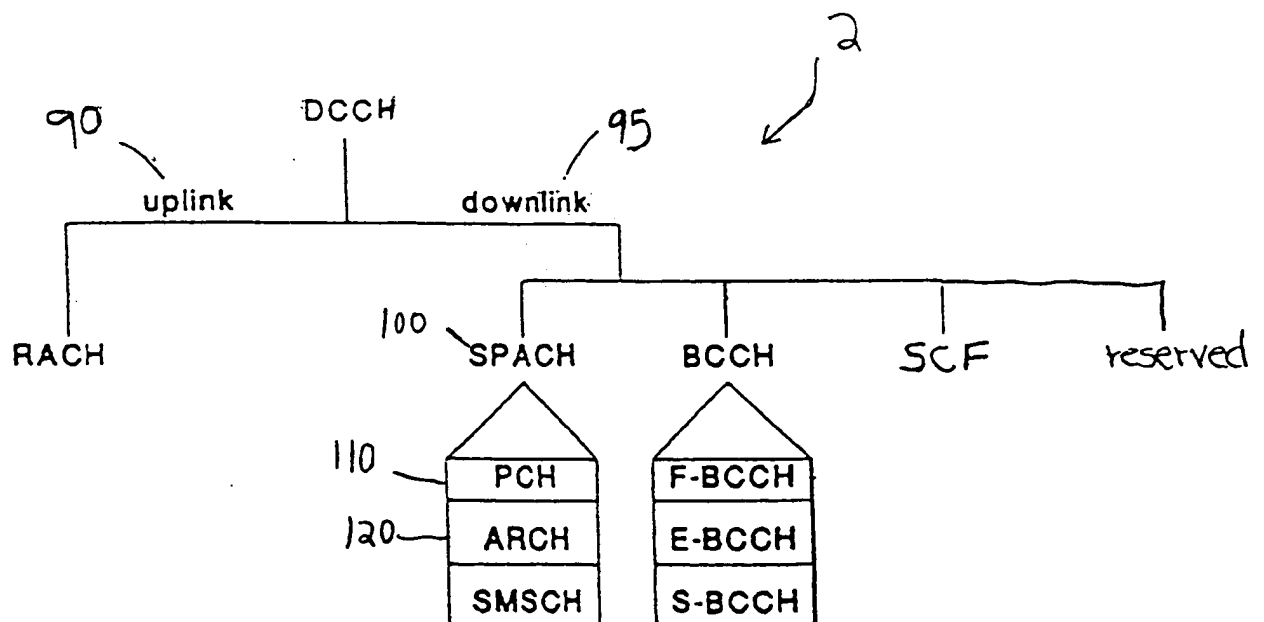 2
90
DCCH
95
uplink
downlink
100
RACH
SPACH
BCCH
SCF
reserved
110
PCH
F-BCCH
120
ARCH
E-BCCH
SMSCH
S-BCCH